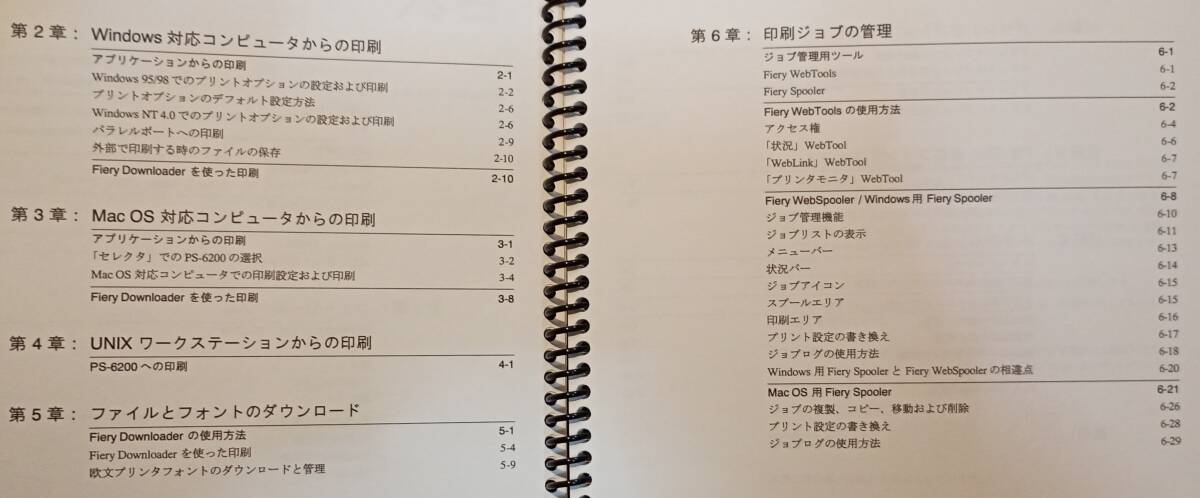 第2章： Windows 対応コンピュータからの印刷
アプリケーションからの印刷 2-1
Windows 95/98 でのプリントオプションの設定および印刷 2-2
プリントオプションのデフォルト設定方法 2-6
Windows NT 4.0 でのプリントオプションの設定および印刷 2-6
パラレルポートへの印刷 2-9
外部で印刷する時のファイルの保存 2-10
Fiery Downloader を使った印刷 2-10
第3章： Mac OS 対応コンピュータからの印刷
アプリケーションからの印刷 3-1
「セレクタ」での PS-6200 の選択 3-2
Mac OS 対応コンピュータでの印刷設定および印刷 3-4
Fiery Downloader を使った印刷 3-8
第4章： UNIX ワークステーションからの印刷
PS-6200 への印刷 4-1
第5章： ファイルとフォントのダウンロード
Fiery Downloader の使用方法 5-1
Fiery Downloader を使った印刷 5-4
欧文プリンタフォントのダウンロードと管理 5-9
第6章： 印刷ジョブの管理
ジョブ管理用ツール 6-1
Fiery WebTools 6-1
Fiery Spooler 6-2
Fiery WebTools の使用方法 6-2
アクセス権 6-4
「状況」WebTool 6-6
「WebLink」WebTool 6-7
「プリンタモニタ」WebTool 6-7
Fiery WebSpooler / Windows 用 Fiery Spooler 6-8
ジョブ管理機能 6-10
ジョブリストの表示 6-11
メニューバー 6-13
状況バー 6-14
ジョブアイコン 6-15
スプールエリア 6-15
印刷エリア 6-16
プリント設定の書き換え 6-17
ジョブログの使用方法 6-18
Windows 用 Fiery Spooler と Fiery WebSpooler の相違点 6-20
Mac OS 用 Fiery Spooler 6-21
ジョブの複製、コピー、移動および削除 6-26
プリント設定の書き換え 6-28
ジョブログの使用方法 6-29